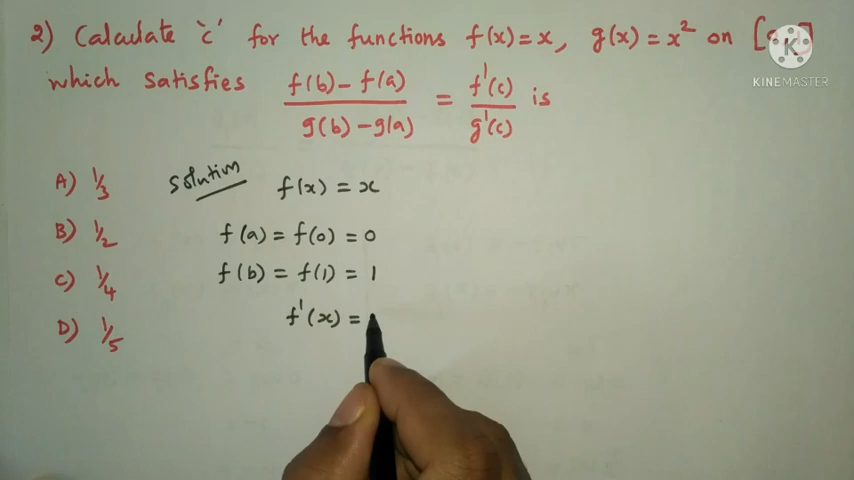 2) Calculate 'c' for the functions f(x)=x, g(x)=x² on [
K
KINEMASTER
which satisfies f(b)-f(a) / g(b)-g(a) = f'(c) / g'(c) is
Solution f(x) = x
A) 1/3
f(a) = f(0) = 0
B) 1/2
f(b) = f(1) = 1
C) 1/4
f'(x) =
D) 1/5